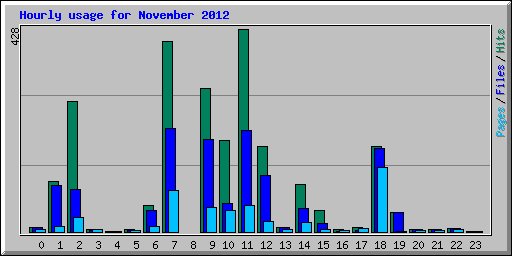 Hourly usage for November 2012
428
Pages / Files / Hits
0 1 2 3 4 5 6 7 8 9 10 11 12 13 14 15 16 17 18 19 20 21 22 23